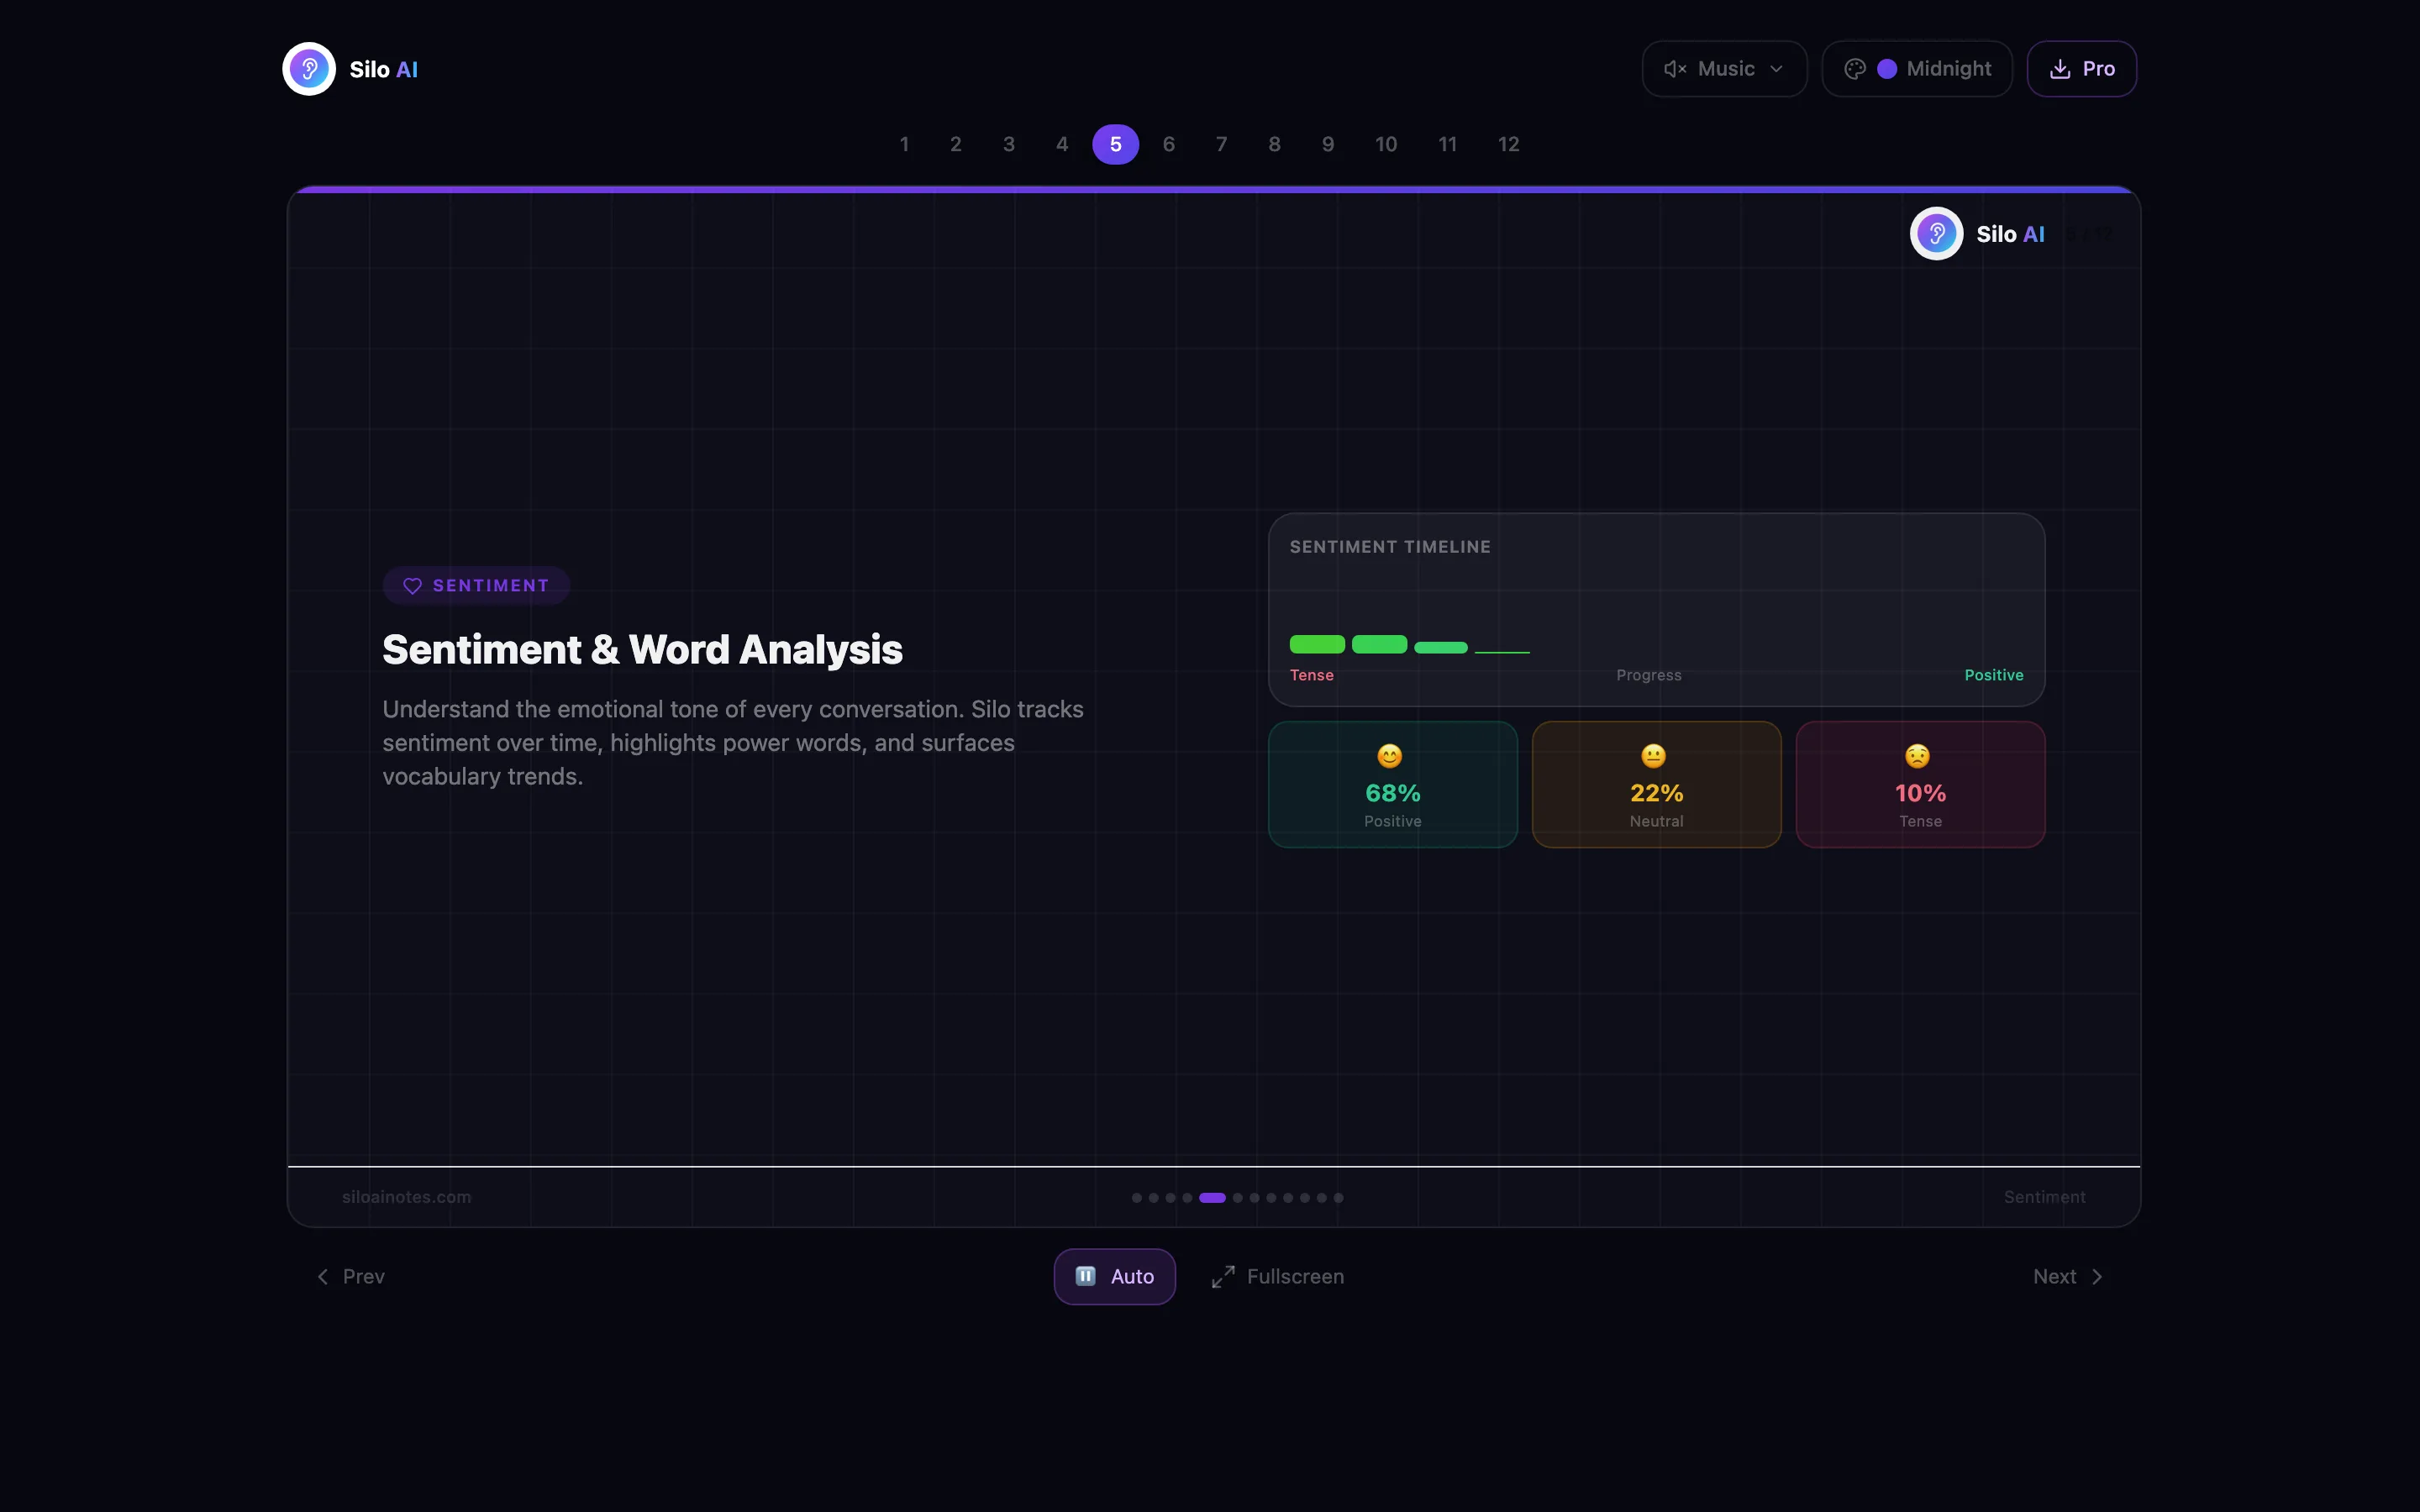 Silo AI
Music
Midnight
Pro
1 2 3 4 5 6 7 8 9 10 11 12
Silo AI
SENTIMENT
Sentiment & Word Analysis
Understand the emotional tone of every conversation. Silo tracks
sentiment over time, highlights power words, and surfaces
vocabulary trends.
SENTIMENT TIMELINE
Tense Progress Positive
68%
Positive
22%
Neutral
10%
Tense
siloainotes.com
Sentiment
Prev
Auto
Fullscreen
Next